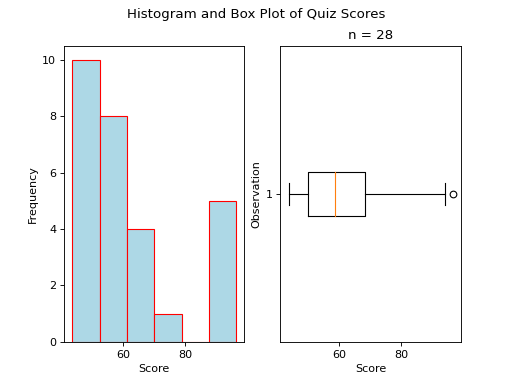 Histogram and Box Plot of Quiz Scores
n = 28
10
8
6
4
2
0
Frequency
60
80
Score
Observation
1
60
80
Score